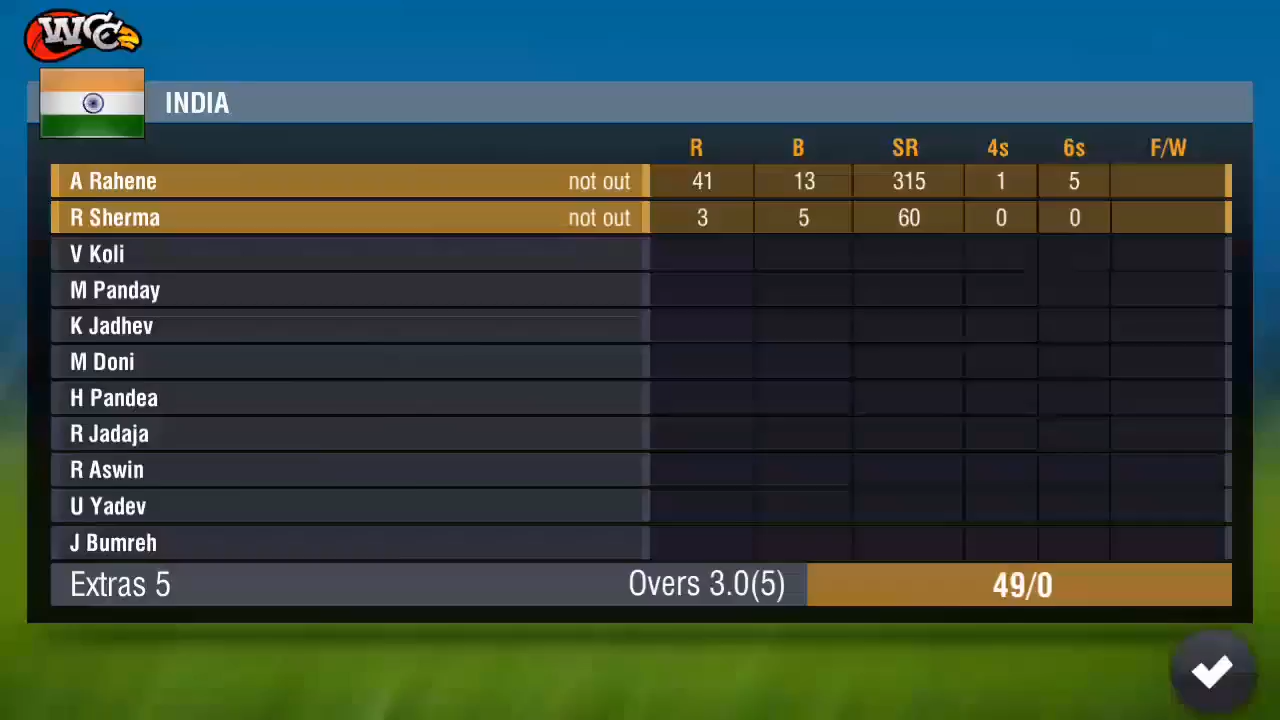 WCC
INDIA
R B SR 4s 6s F/W
A Rahene not out 41 13 315 1 5
R Sherma not out 3 5 60 0 0
V Koli
M Panday
K Jadhev
M Doni
H Pandea
R Jadaja
R Aswin
U Yadev
J Bumreh
Extras 5 Overs 3.0(5) 49/0